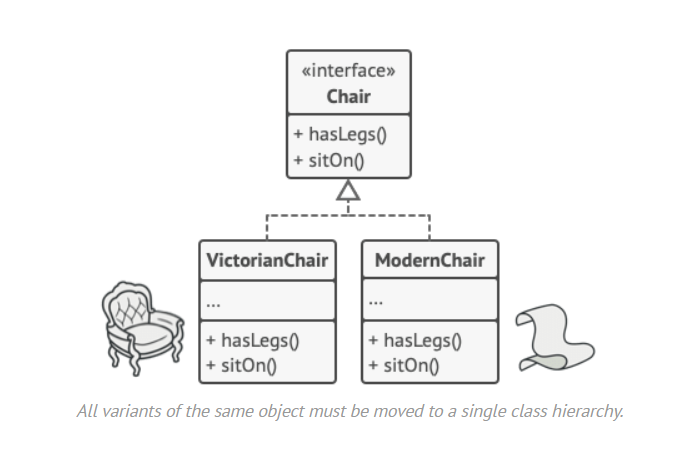 «interface»
Chair
+ hasLegs()
+ sitOn()
VictorianChair
...
+ hasLegs()
+ sitOn()
ModernChair
...
+ hasLegs()
+ sitOn()
All variants of the same object must be moved to a single class hierarchy.